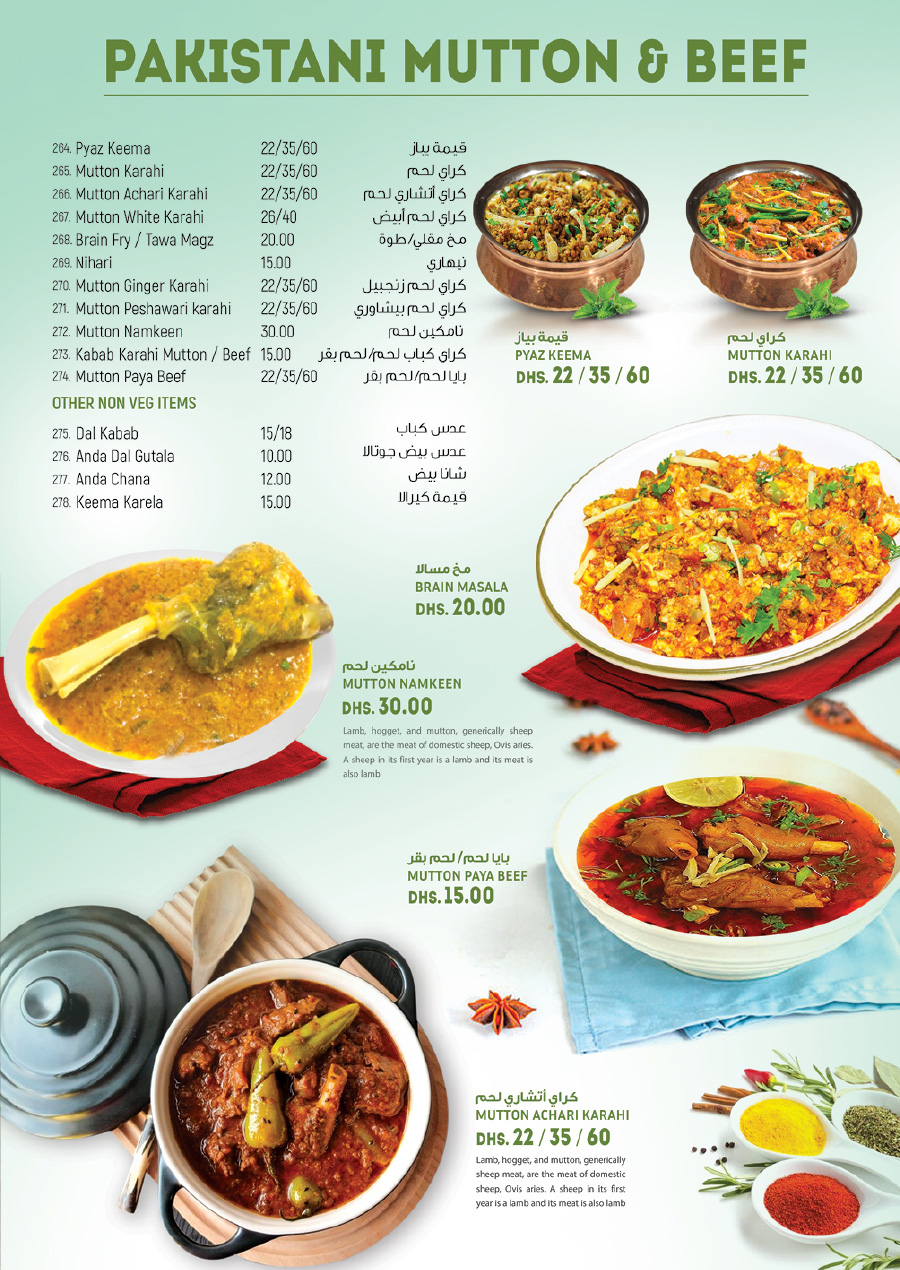 PAKISTANI MUTTON & BEEF
264. Pyaz Keema 22/35/60 قيمة بياز
265. Mutton Karahi 22/35/60 كراي لحم
266. Mutton Achari Karahi 22/35/60 كراي أتشاري لحم
267. Mutton White Karahi 26/40 كراي لحم أبيض
268. Brain Fry / Tawa Magz 20.00 مخ مقلي/طوة
269. Nihari 15.00 نيهاري
270. Mutton Ginger Karahi 22/35/60 كراي لحم زنجبيل
271. Mutton Peshawari karahi 22/35/60 كراي لحم بيشاوري
272. Mutton Namkeen 30.00 نامكين لحم
273. Kabab Karahi Mutton / Beef 15.00 كراي كباب لحم/لحم بقر
274. Mutton Paya Beef 22/35/60 بايا لحم/لحم بقر
OTHER NON VEG ITEMS
275. Dal Kabab 15/18 عدس كباب
276. Anda Dal Gutala 10.00 عدس بيض جوتالا
277. Anda Chana 12.00 شانا بيض
278. Keema Karela 15.00 قيمة كيرالا
قيمة بياز
PYAZ KEEMA
DHS. 22 / 35 / 60
كراي لحم
MUTTON KARAHI
DHS. 22 / 35 / 60
مخ مسالا
BRAIN MASALA
DHS. 20.00
نامكين لحم
MUTTON NAMKEEN
DHS. 30.00
Lamb, hogget, and mutton, generically sheep
meat, are the meat of domestic sheep, Ovis aries.
A sheep in its first year is a lamb and its meat is
also lamb
بايا لحم/ لحم بقر
MUTTON PAYA BEEF
DHS. 15.00
كراي أتشاري لحم
MUTTON ACHARI KARAHI
DHS. 22 / 35 / 60
Lamb, hogget, and mutton, generically
sheep meat, are the meat of domestic
sheep, Ovis aries. A sheep in its first
year is a lamb and its meat is also lamb